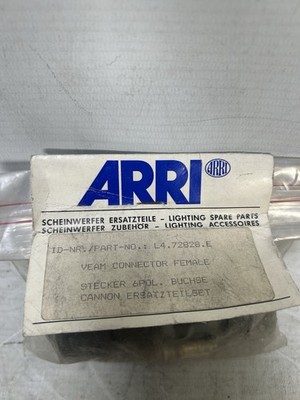 ARRI ARRI
SCHEINWERFER ERSATZTEILE - LIGHTING SPARE PARTS
SCHEINWERFER ZUBEHÖR - LIGHTING ACCESSOIRES
ID-NR./PART-NO.: L4.72828.E
VEAM CONNECTOR FEMALE
STECKER 6POL. BUCHSE
CANNON ERSATZTEILSET